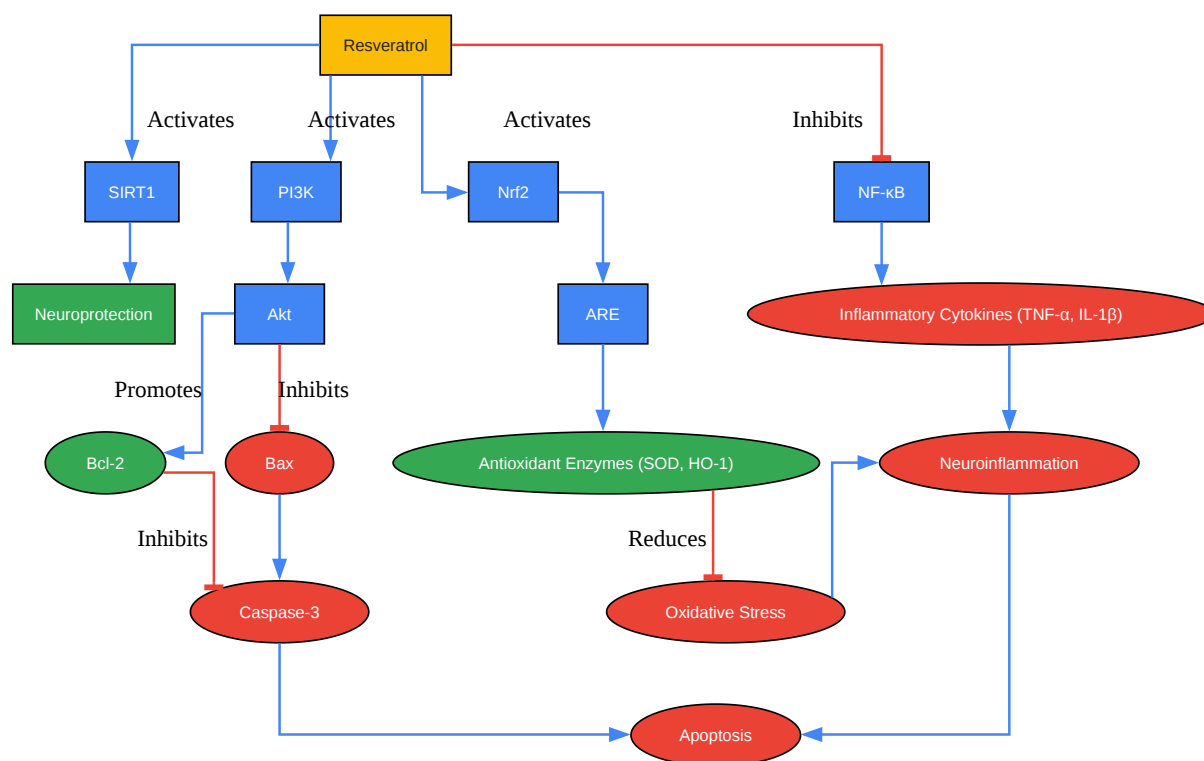 Resveratrol
Activates
Activates
Activates
Inhibits
SIRT1
PI3K
Nrf2
NF-κB
Neuroprotection
Akt
ARE
Inflammatory Cytokines (TNF-α, IL-1β)
Promotes
Inhibits
Bcl-2
Bax
Antioxidant Enzymes (SOD, HO-1)
Neuroinflammation
Inhibits
Reduces
Caspase-3
Oxidative Stress
Apoptosis